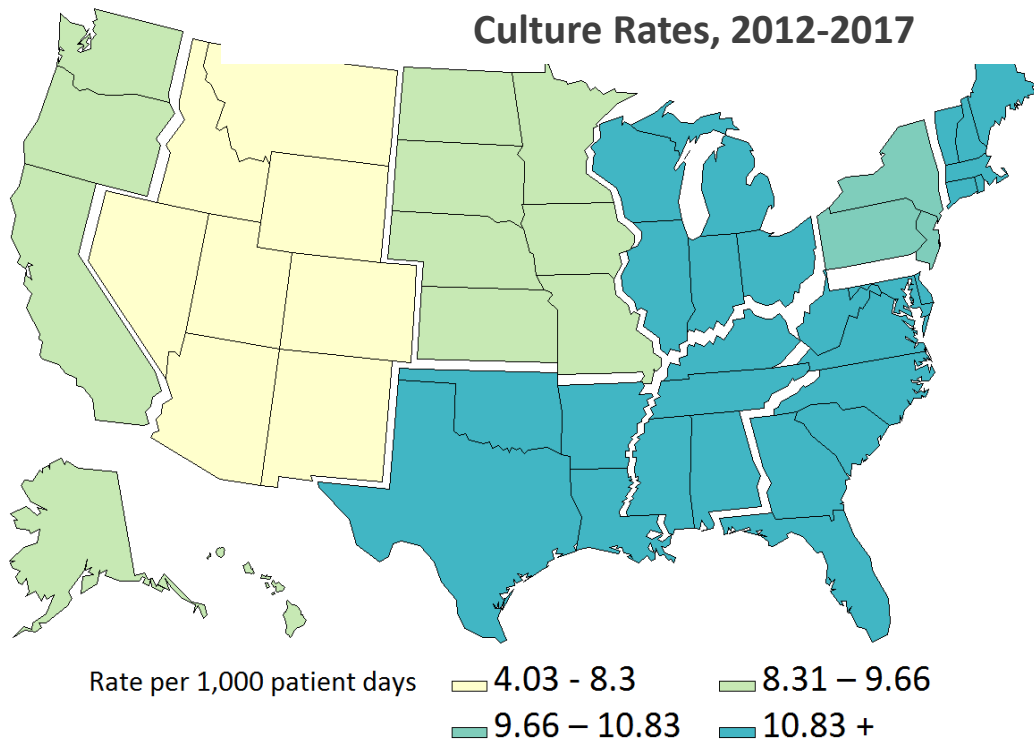 Culture Rates, 2012-2017
Rate per 1,000 patient days
4.03 - 8.3
8.31 – 9.66
9.66 – 10.83
10.83 +